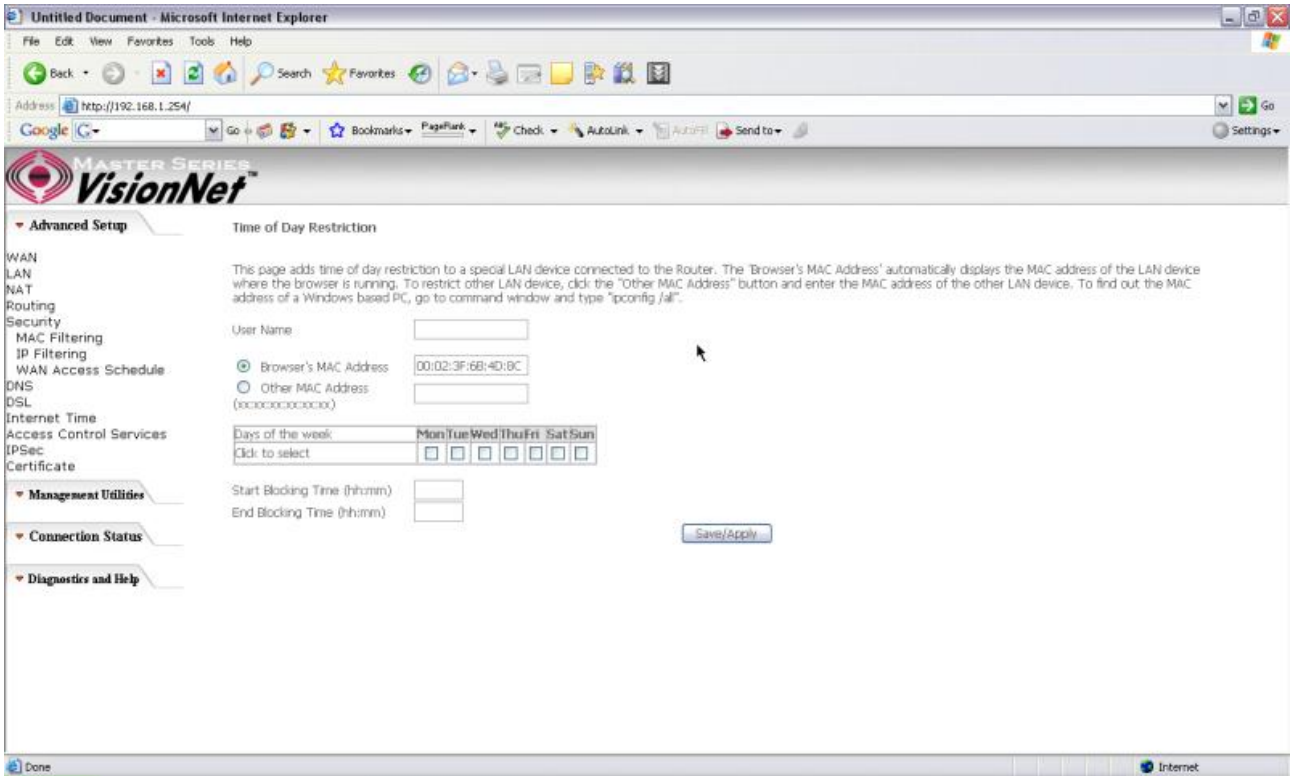 Untitled Document - Microsoft Internet Explorer
File Edit View Favorites Tools Help
Back Search Favorites
Address http://192.168.1.254/ Go
Google G Go Bookmarks PageRank Check AutoLink AutoFill Send to Settings
MASTER SERIES
VisionNet™
Advanced Setup
WAN
LAN
NAT
Routing
Security
MAC Filtering
IP Filtering
WAN Access Schedule
DNS
DSL
Internet Time
Access Control Services
IPSec
Certificate
Management Utilities
Connection Status
Diagnostics and Help
Time of Day Restriction
This page adds time of day restriction to a special LAN device connected to the Router. The 'Browser's MAC Address' automatically displays the MAC address of the LAN device
where the browser is running. To restrict other LAN device, click the "Other MAC Address" button and enter the MAC address of the other LAN device. To find out the MAC
address of a Windows based PC, go to command window and type "ipconfig /all".
User Name
Browser's MAC Address 00:02:3F:6B:4D:8C
Other MAC Address
(xx:xx:xx:xx:xx:xx)
Days of the week Mon Tue Wed Thu Fri Sat Sun
Click to select
Start Blocking Time (hh:mm)
End Blocking Time (hh:mm)
Save/Apply
Done Internet